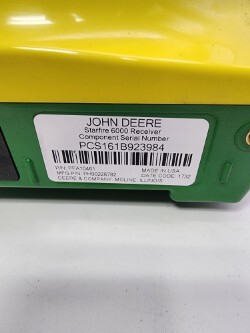 JOHN DEERE
Starfire 6000 Receiver
Component Serial Number
PCS161B923984
P/N: PFA10461 MADE IN USA
DATE CODE: 1732
DEERE & COMPANY, MOLINE, ILLINOIS